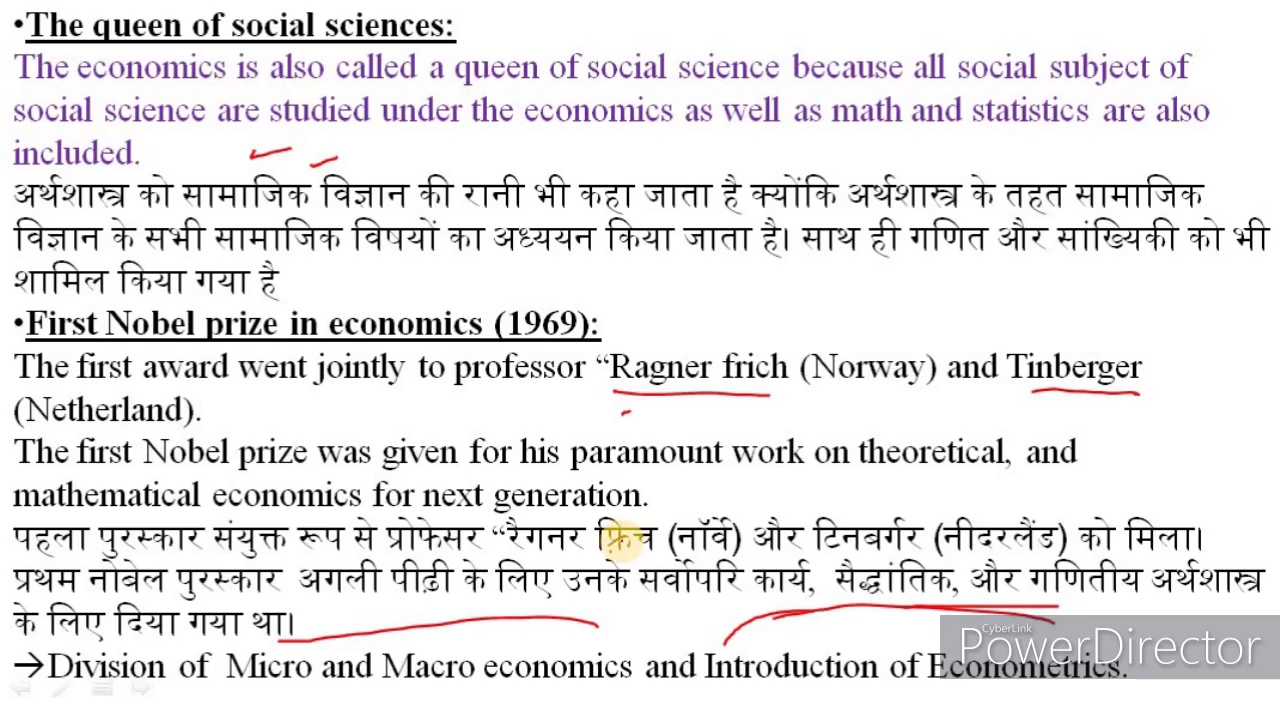 •The queen of social sciences:
The economics is also called a queen of social science because all social subject of
social science are studied under the economics as well as math and statistics are also
included.
अर्थशास्त्र को सामाजिक विज्ञान की रानी भी कहा जाता है क्योंकि अर्थशास्त्र के तहत सामाजिक
विज्ञान के सभी सामाजिक विषयों का अध्ययन किया जाता है। साथ ही गणित और सांख्यिकी को भी
शामिल किया गया है
•First Nobel prize in economics (1969):
The first award went jointly to professor “Ragner frich (Norway) and Tinberger
(Netherland).
The first Nobel prize was given for his paramount work on theoretical, and
mathematical economics for next generation.
पहला पुरस्कार संयुक्त रूप से प्रोफेसर “रैगनर फ्रिच (नॉर्वे) और टिनबर्गर (नीदरलैंड) को मिला।
प्रथम नोबेल पुरस्कार अगली पीढ़ी के लिए उनके सर्वोपरि कार्य, सैद्धांतिक, और गणितीय अर्थशास्त्र
के लिए दिया गया था।
→Division of Micro and Macro economics and Introduction of Econometrics.
CyberLink
PowerDirector